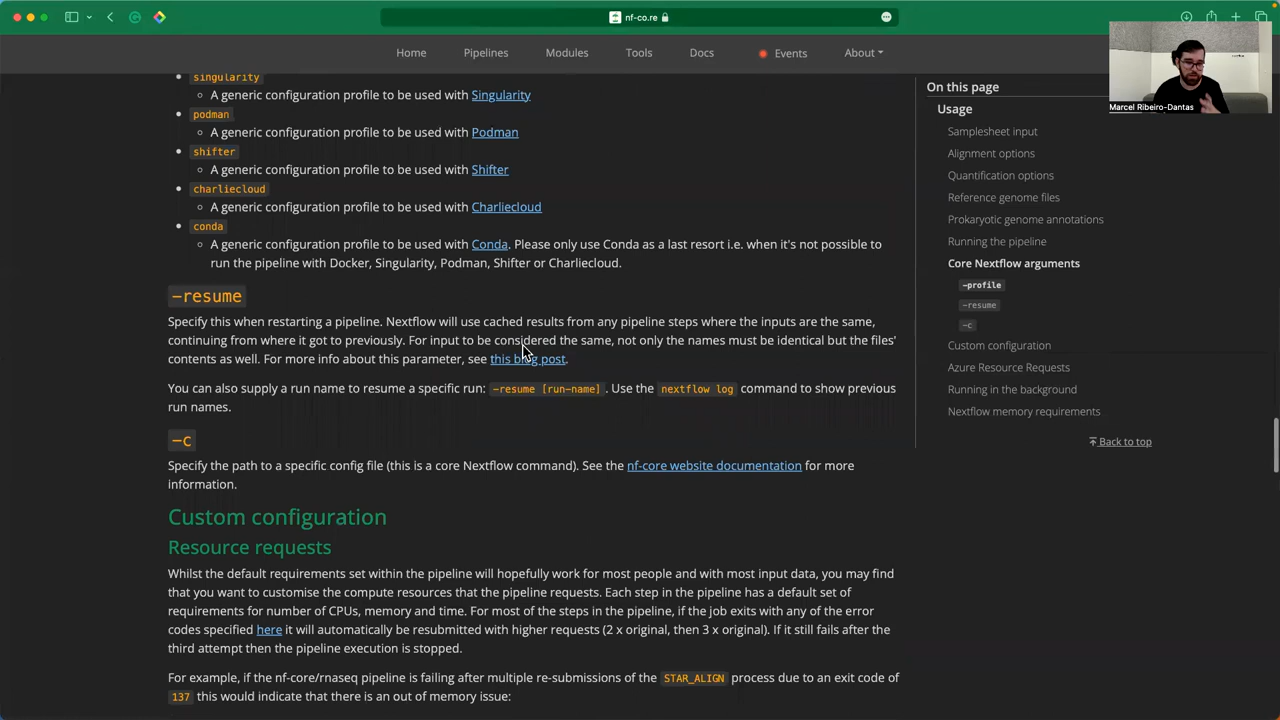 nf-co.re
Home
Pipelines
Modules
Tools
Docs
Events
About
Marcel Ribeiro-Dantas
singularity
A generic configuration profile to be used with Singularity
podman
A generic configuration profile to be used with Podman
shifter
A generic configuration profile to be used with Shifter
charliecloud
A generic configuration profile to be used with Charliecloud
conda
A generic configuration profile to be used with Conda. Please only use Conda as a last resort i.e. when it's not possible to
run the pipeline with Docker, Singularity, Podman, Shifter or Charliecloud.
-resume
Specify this when restarting a pipeline. Nextflow will use cached results from any pipeline steps where the inputs are the same,
continuing from where it got to previously. For input to be considered the same, not only the names must be identical but the files'
contents as well. For more info about this parameter, see this blog post.
You can also supply a run name to resume a specific run: -resume [run-name]. Use the nextflow log command to show previous
run names.
-c
Specify the path to a specific config file (this is a core Nextflow command). See the nf-core website documentation for more
information.
Custom configuration
Resource requests
Whilst the default requirements set within the pipeline will hopefully work for most people and with most input data, you may find
that you want to customise the compute resources that the pipeline requests. Each step in the pipeline has a default set of
requirements for number of CPUs, memory and time. For most of the steps in the pipeline, if the job exits with any of the error
codes specified here it will automatically be resubmitted with higher requests (2 x original, then 3 x original). If it still fails after the
third attempt then the pipeline execution is stopped.
For example, if the nf-core/rnaseq pipeline is failing after multiple re-submissions of the STAR_ALIGN process due to an exit code of
137 this would indicate that there is an out of memory issue:
On this page
Usage
Samplesheet input
Alignment options
Quantification options
Reference genome files
Prokaryotic genome annotations
Running the pipeline
Core Nextflow arguments
-profile
-resume
-c
Custom configuration
Azure Resource Requests
Running in the background
Nextflow memory requirements
Back to top